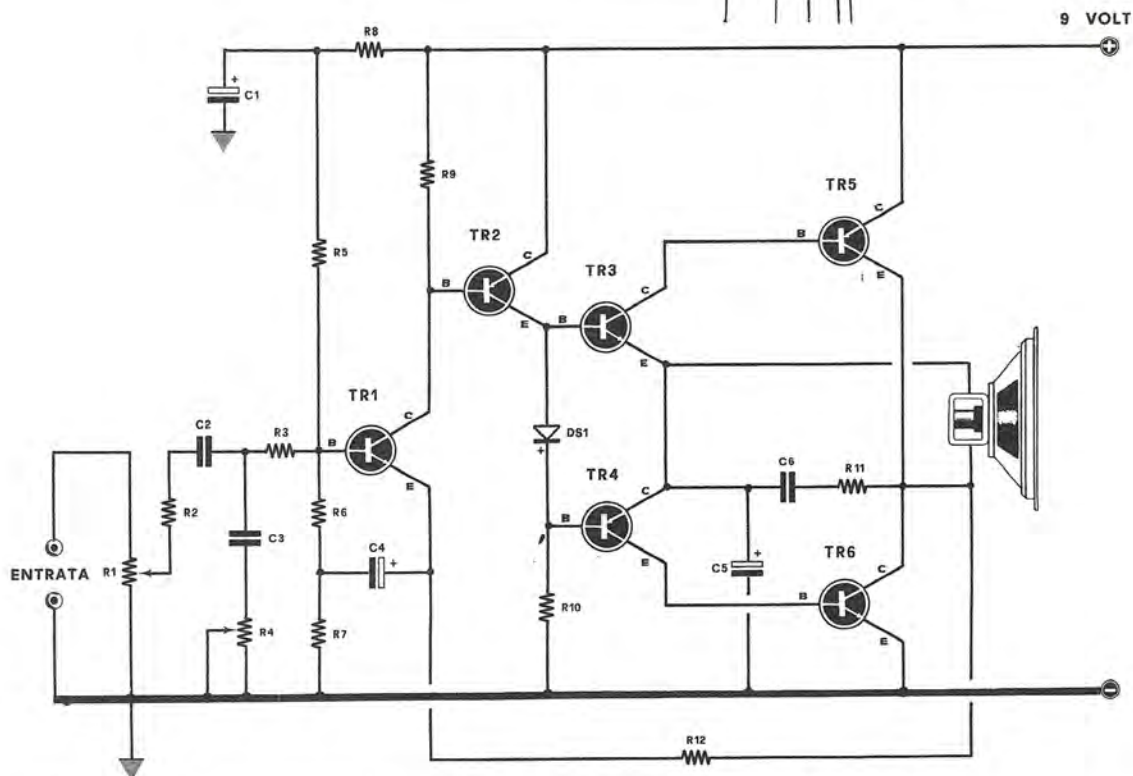 9 VOLT
+
R8
+
C1
R9
TR5
C
B
E
TR2
C
B
E
R5
TR3
C
B
E
TR1
C
B
E
C2
R3
DS1
+
C6
R11
TR4
C
B
E
R2
R6
C3
C4
+
+
C5
TR6
C
B
E
ENTRATA
R1
R4
R7
R10
-
R12